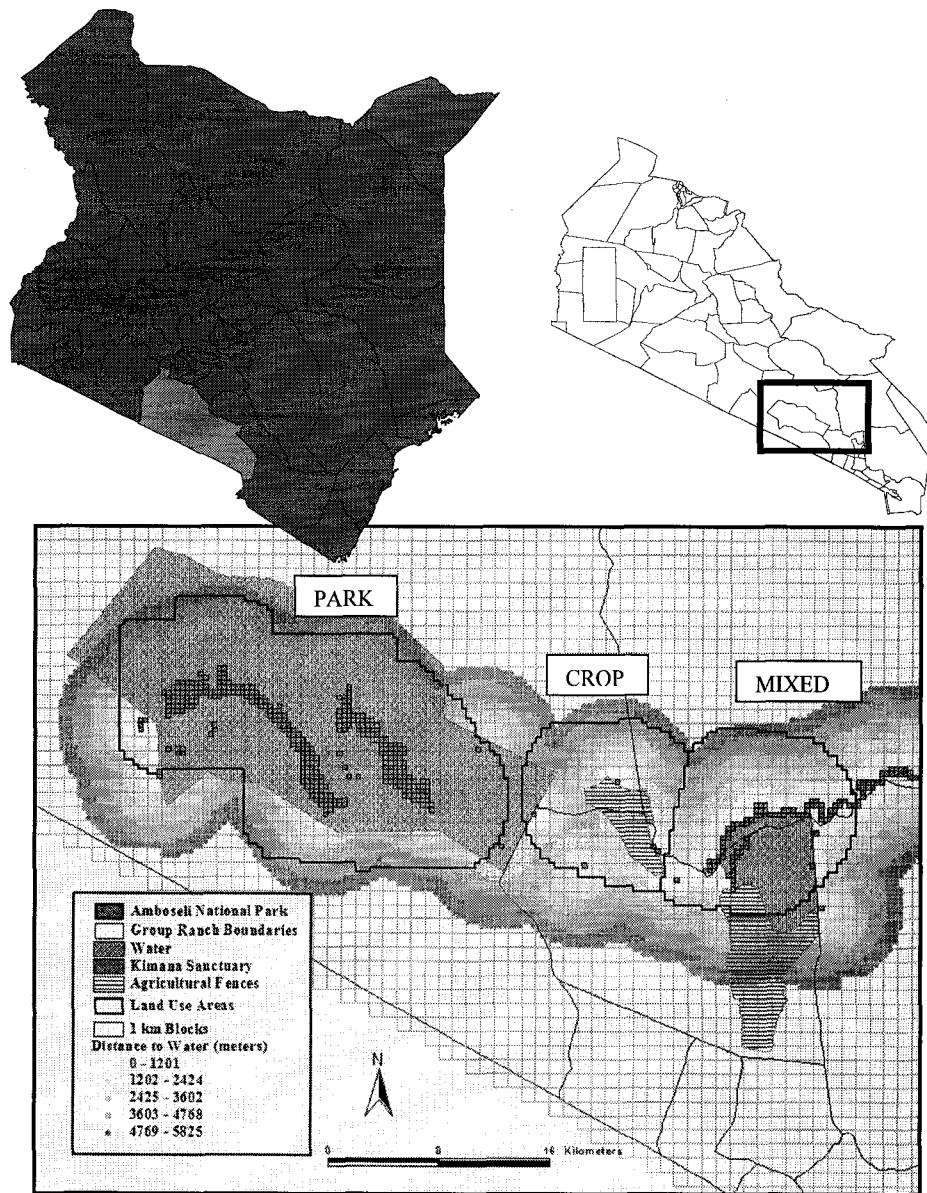 PARK
CROP
MIXED
Amboseli National Park
Group Ranch Boundaries
Water
Kimana Sanctuary
Agricultural Fences
Land Use Areas
1 km Blocks
Distance to Water (meters)
0 - 1201
1202 - 2424
2425 - 3602
3603 - 4768
4769 - 5825
N
0 8 16 Kilometers